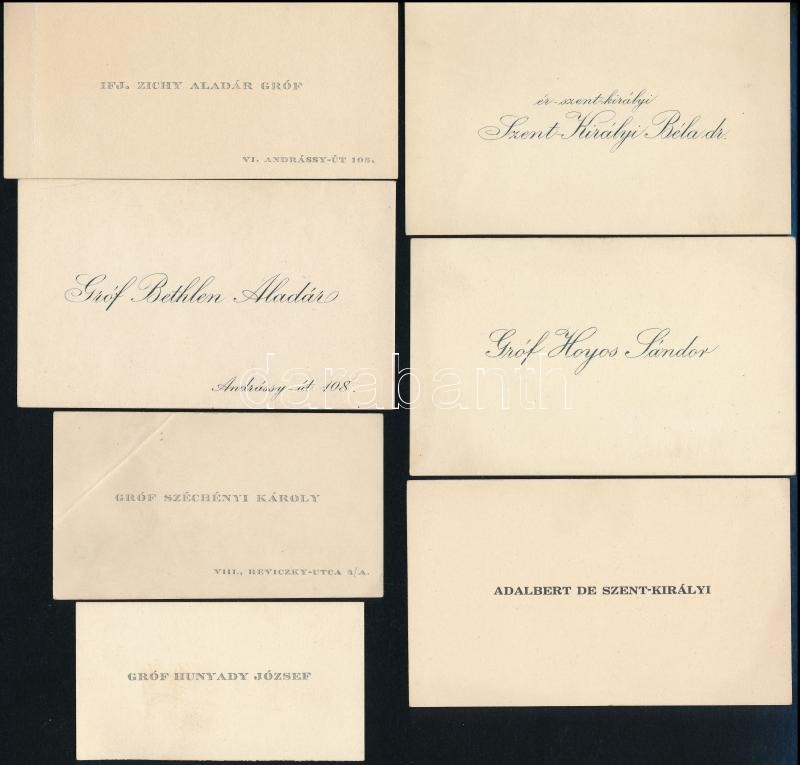 IFJ. ZICHY ALADÁR GRÓF
VI. ANDRÁSSY-ÚT 105.
Gróf Bethlen Aladár
Andrássy-út 108.
GRÓF SZÉCHÉNYI KÁROLY
VIII., REVICZKY-UTCA 4/A.
GRÓF HUNYADY JÓZSEF
ér-szent-királyi
Szent-Királyi Béla dr.
Gróf Hoyos Sándor
ADALBERT DE SZENT-KIRÁLYI
darabanth